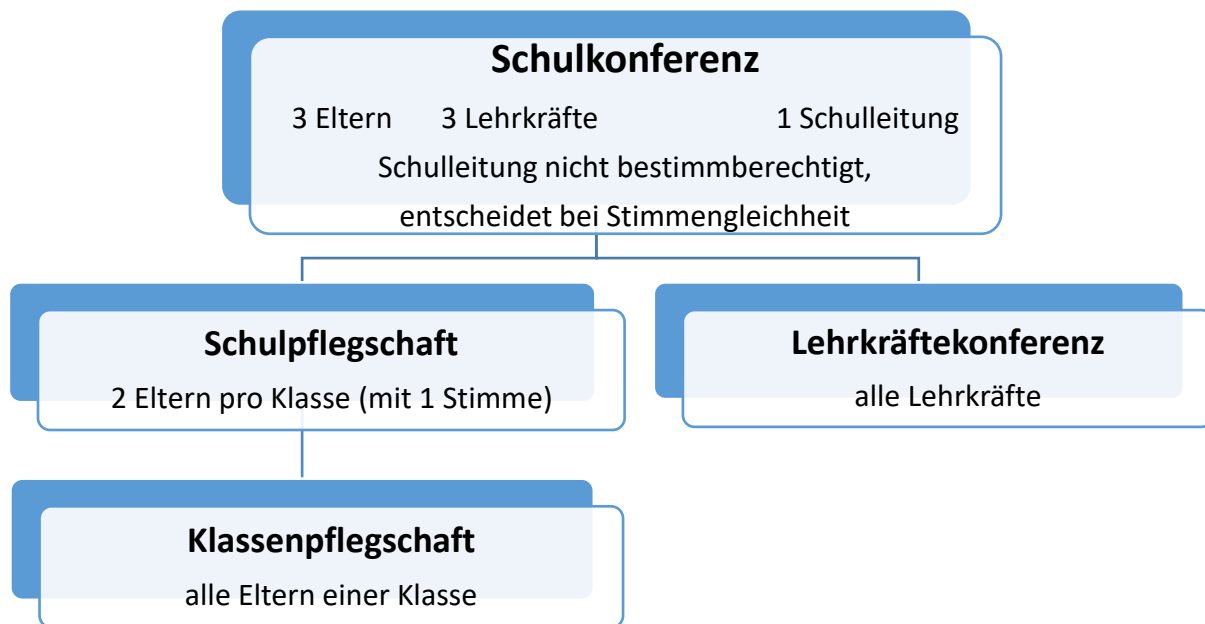 Schulkonferenz
3 Eltern 3 Lehrkräfte 1 Schulleitung
Schulleitung nicht bestimmberechtigt,
entscheidet bei Stimmengleichheit
Schulpflegschaft
2 Eltern pro Klasse (mit 1 Stimme)
Lehrkräftekonferenz
alle Lehrkräfte
Klassenpflegschaft
alle Eltern einer Klasse